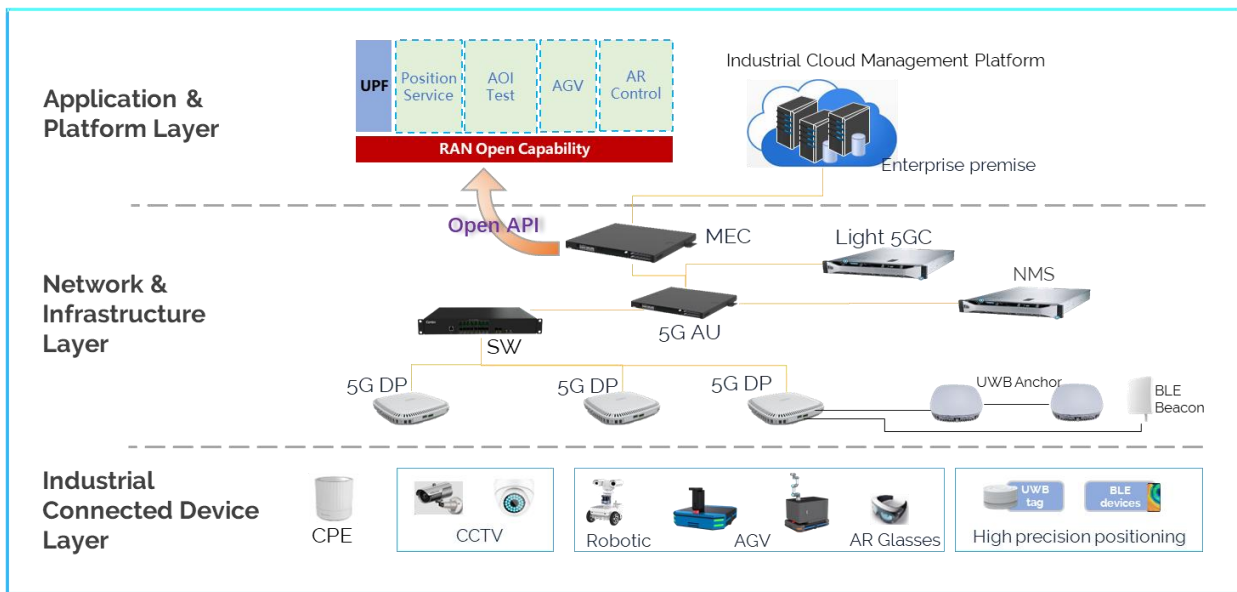 Application &
Platform Layer
UPF
Position
Service
AOI
Test
AGV
AR
Control
RAN Open Capability
Industrial Cloud Management Platform
Enterprise premise
Open API
MEC
Light 5GC
NMS
Network &
Infrastructure
Layer
5G AU
SW
5G DP
5G DP
5G DP
UWB Anchor
BLE
Beacon
Industrial
Connected Device
Layer
CPE
CCTV
Robotic
AGV
AR Glasses
UWB
tag
BLE
devices
High precision positioning